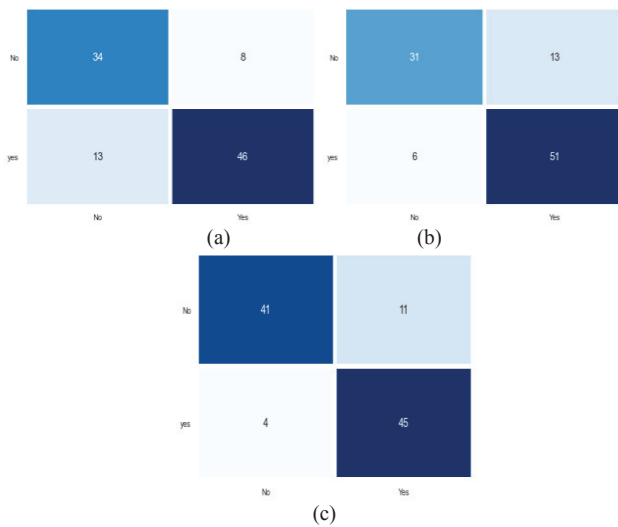 No 34 8
yes 13 46
No Yes
(a)
No 31 13
yes 6 51
No Yes
(b)
No 41 11
yes 4 45
No Yes
(c)